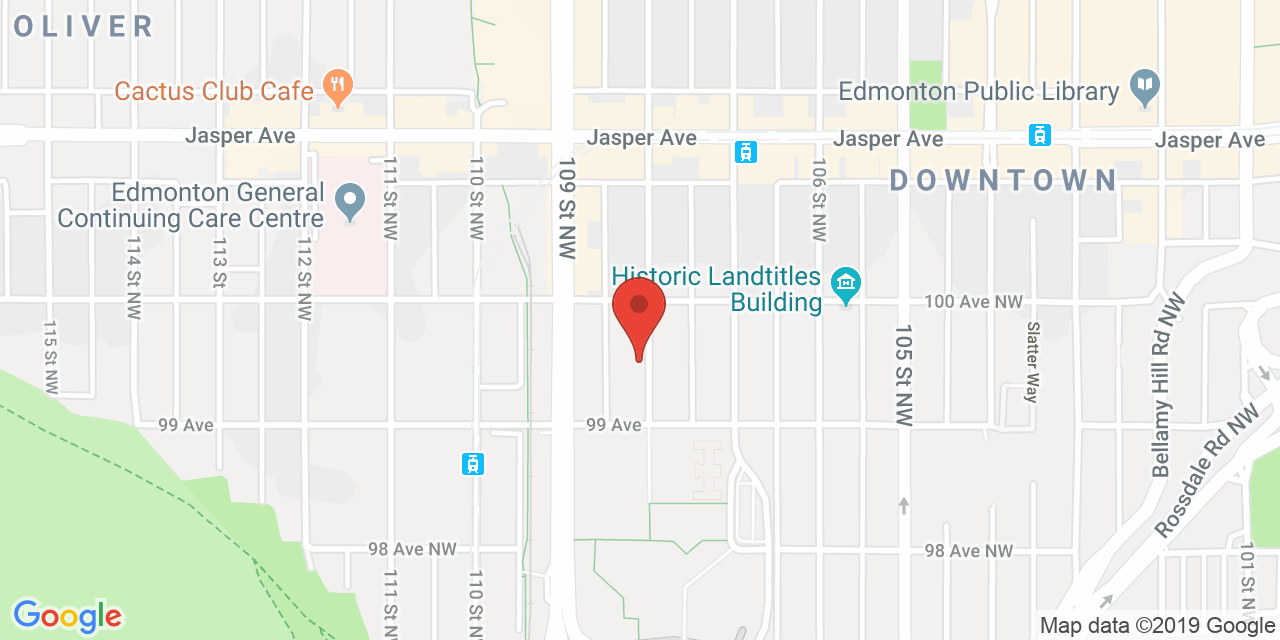 OLIVER
Cactus Club Cafe
Edmonton Public Library
Jasper Ave
Jasper Ave
Jasper Ave
Jasper Ave
DOWNTOWN
Edmonton General
Continuing Care Centre
111 St NW
110 St NW
109 St NW
106 St NW
114 St NW
113 St
112 St NW
Historic Landtitles
Building
100 Ave NW
115 St NW
105 St NW
Slatter Way
Bellamy Hill Rd NW
99 Ave
99 Ave
Rossdale Rd NW
98 Ave NW
98 Ave NW
111 St NW
110 St NW
101 St NW
Google
Map data ©2019 Google